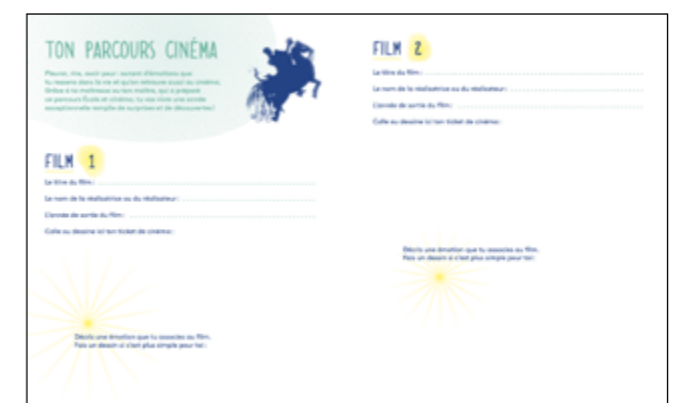 TON PARCOURS CINÉMA
Pleurer, rire, avoir peur : autant d'émotions que
tu ressens dans la vie et qu'on retrouve aussi au cinéma.
Grâce à ta maîtresse ou ton maître, qui a préparé
ce parcours École et cinéma, tu vas vivre une année
exceptionnelle remplie de surprises et de découvertes !
FILM 1
Le titre du film :
Le nom de la réalisatrice ou du réalisateur :
L'année de sortie du film :
Colle ou dessine ici ton ticket de cinéma :
Décris une émotion que tu associes au film.
Fais un dessin si c'est plus simple pour toi :
FILM 2
Le titre du film :
Le nom de la réalisatrice ou du réalisateur :
L'année de sortie du film :
Colle ou dessine ici ton ticket de cinéma :
Décris une émotion que tu associes au film.
Fais un dessin si c'est plus simple pour toi :